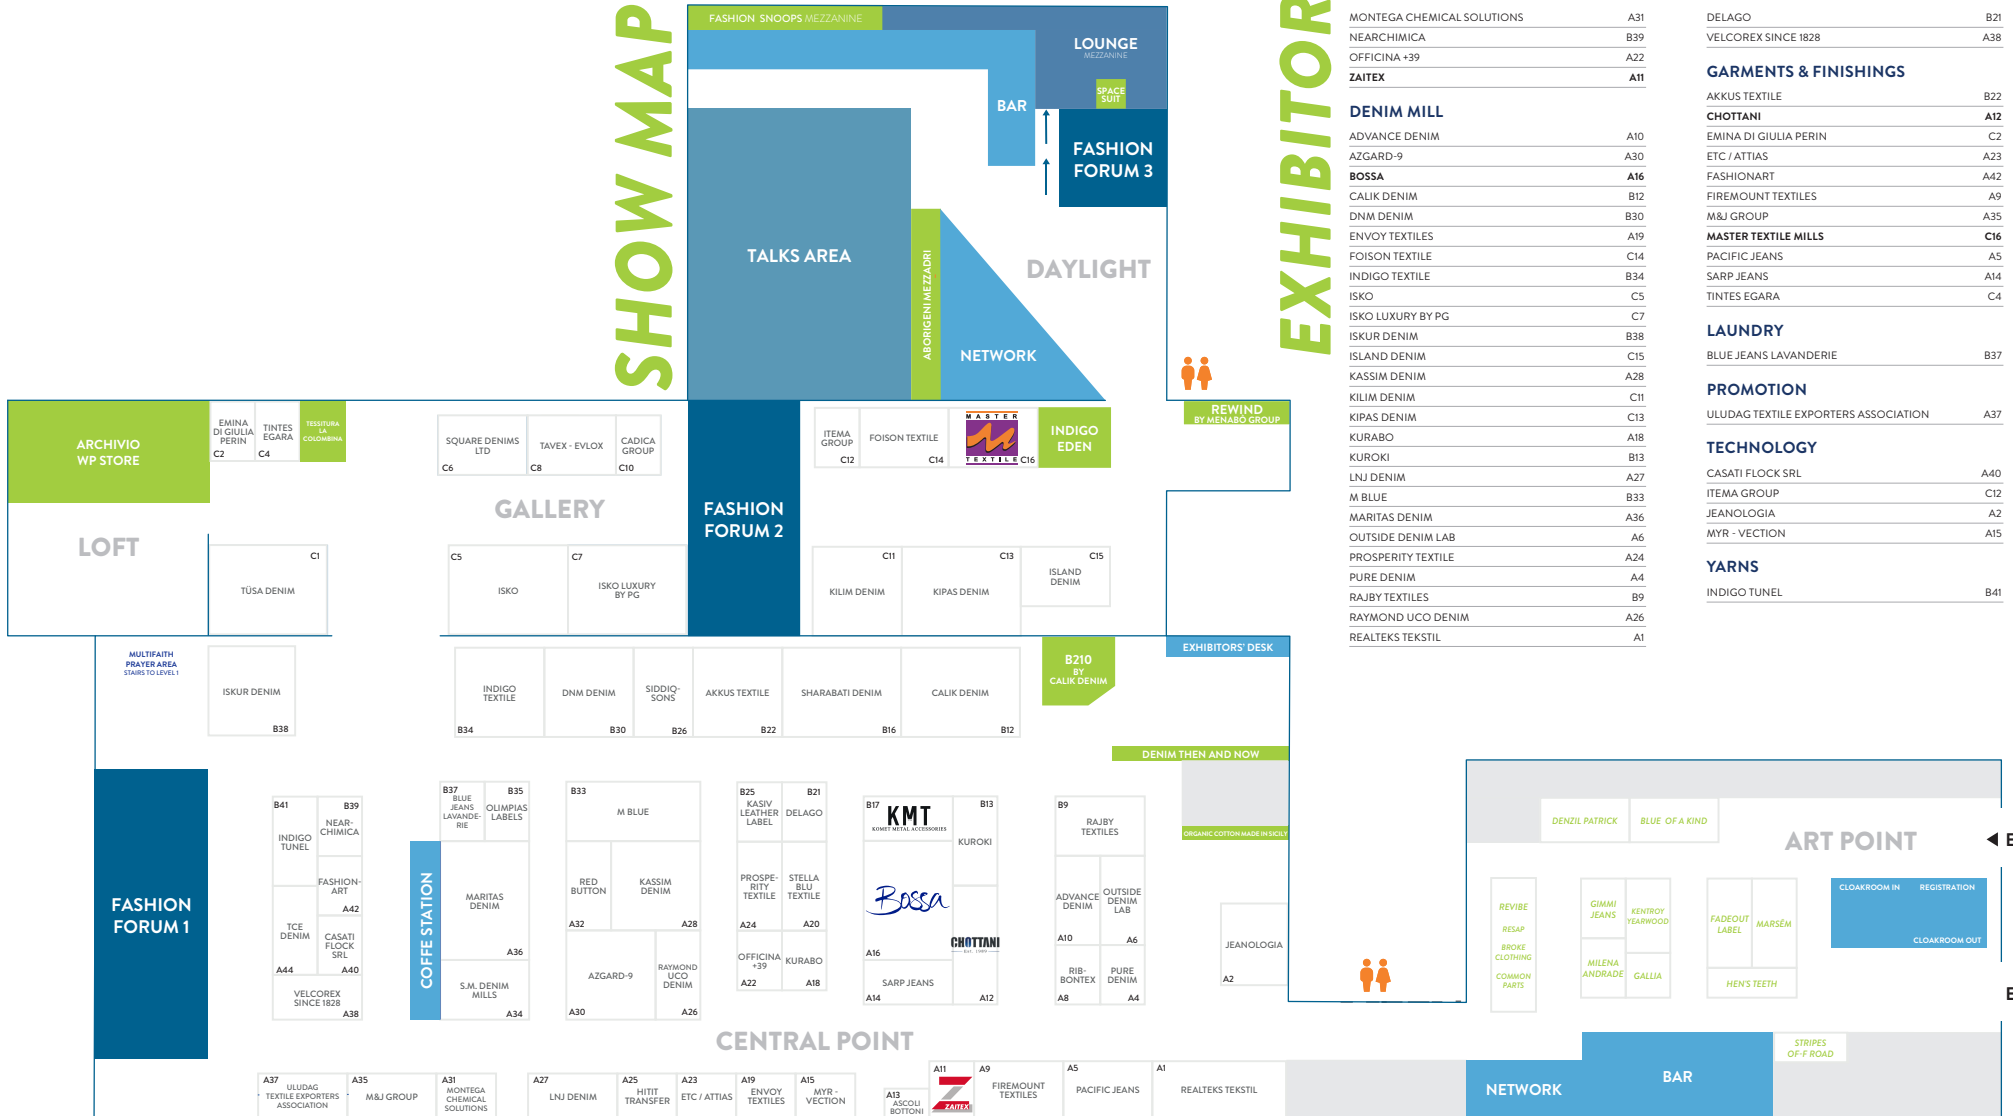 SHOW MAP
FASHION SNOOPS MEZZANINE
LOUNGE
MEZZANINE
SPACE
SUIT
BAR
FASHION
FORUM 3
TALKS AREA
ABORIGENI MEZZADRI
NETWORK
DAYLIGHT
REWIND
BY MENABÒ GROUP
ARCHIVIO
WP STORE
EMINA
DI GIULIA
PERIN
C2
TINTES
EGARA
C4
TESSITURA
LA
COLOMBINA
SQUARE DENIMS
LTD
C6
TAVEX - EVLOX
C8
CADICA
GROUP
C10
ITEMA
GROUP
C12
FOISON TEXTILE
C14
MASTER
TEXTILE
C16
INDIGO
EDEN
LOFT
GALLERY
FASHION
FORUM 2
C1
TÜSA DENIM
C5
ISKO
C7
ISKO LUXURY
BY PG
C11
KILIM DENIM
C13
KIPAS DENIM
C15
ISLAND
DENIM
MULTIFAITH
PRAYER AREA
STAIRS TO LEVEL 1
ISKUR DENIM
B38
INDIGO
TEXTILE
B34
DNM DENIM
B30
SIDDIQ-
SONS
B26
AKKUS TEXTILE
B22
SHARABATI DENIM
B16
CALIK DENIM
B12
B210
BY
CALIK DENIM
EXHIBITORS' DESK
DENIM THEN AND NOW
ORGANIC COTTON MADE IN SICILY
FASHION
FORUM 1
B41
INDIGO
TUNEL
B39
NEAR-
CHIMICA
FASHION-
ART
A42
TCE
DENIM
A44
CASATI
FLOCK
SRL
A40
VELCOREX
SINCE 1828
A38
B37
BLUE
JEANS
LAVANDE-
RIE
B35
OLIMPIAS
LABELS
COFFE STATION
MARITAS
DENIM
A36
S.M. DENIM
MILLS
A34
B33
M BLUE
RED
BUTTON
A32
KASSIM
DENIM
A28
AZGARD-9
A30
RAYMOND
UCO
DENIM
A26
B25
KASIV
LEATHER
LABEL
B21
DELAGO
PROSPE-
RITY
TEXTILE
A24
STELLA
BLU
TEXTILE
A20
OFFICINA
+39
A22
KURABO
A18
B17
KMT
KOMET METAL ACCESSORIES
B13
KUROKI
Bossa
A16
CHOTTANI
A12
SARP JEANS
A14
B9
RAJBY
TEXTILES
ADVANCE
DENIM
A10
OUTSIDE
DENIM
LAB
A6
RIB-
BONTEX
A8
PURE
DENIM
A4
JEANOLOGIA
A2
CENTRAL POINT
A37
ULUDAG
TEXTILE EXPORTERS
ASSOCIATION
A35
M&J GROUP
A31
MONTEGA
CHEMICAL
SOLUTIONS
A27
LNJ DENIM
A25
HITIT
TRANSFER
A23
ETC / ATTIAS
A19
ENVOY
TEXTILES
A15
MYR -
VECTION
A13
ASCOLI
BOTTONI
A11
ZAITEX
A9
FIREMOUNT
TEXTILES
A5
PACIFIC JEANS
A1
REALTEKS TEKSTIL
DENZIL PATRICK
BLUE OF A KIND
ART POINT
E
REVIBE
RESAP
BROKE
CLOTHING
COMMON
PARTS
GIMMI
JEANS
KENTROY
YEARWOOD
MILENA
ANDRADE
GALLIA
FADEOUT
LABEL
MARSĒM
HEN'S TEETH
CLOAKROOM IN
REGISTRATION
CLOAKROOM OUT
E
STRIPES
OF-F ROAD
NETWORK
BAR
EXHIBITOR
MONTEGA CHEMICAL SOLUTIONS A31
NEARCHIMICA B39
OFFICINA +39 A22
ZAITEX A11
DENIM MILL
ADVANCE DENIM A10
AZGARD-9 A30
BOSSA A16
CALIK DENIM B12
DNM DENIM B30
ENVOY TEXTILES A19
FOISON TEXTILE C14
INDIGO TEXTILE B34
ISKO C5
ISKO LUXURY BY PG C7
ISKUR DENIM B38
ISLAND DENIM C15
KASSIM DENIM A28
KILIM DENIM C11
KIPAS DENIM C13
KURABO A18
KUROKI B13
LNJ DENIM A27
M BLUE B33
MARITAS DENIM A36
OUTSIDE DENIM LAB A6
PROSPERITY TEXTILE A24
PURE DENIM A4
RAJBY TEXTILES B9
RAYMOND UCO DENIM A26
REALTEKS TEKSTIL A1
DELAGO B21
VELCOREX SINCE 1828 A38
GARMENTS & FINISHINGS
AKKUS TEXTILE B22
CHOTTANI A12
EMINA DI GIULIA PERIN C2
ETC / ATTIAS A23
FASHIONART A42
FIREMOUNT TEXTILES A9
M&J GROUP A35
MASTER TEXTILE MILLS C16
PACIFIC JEANS A5
SARP JEANS A14
TINTES EGARA C4
LAUNDRY
BLUE JEANS LAVANDERIE B37
PROMOTION
ULUDAG TEXTILE EXPORTERS ASSOCIATION A37
TECHNOLOGY
CASATI FLOCK SRL A40
ITEMA GROUP C12
JEANOLOGIA A2
MYR - VECTION A15
YARNS
INDIGO TUNEL B41